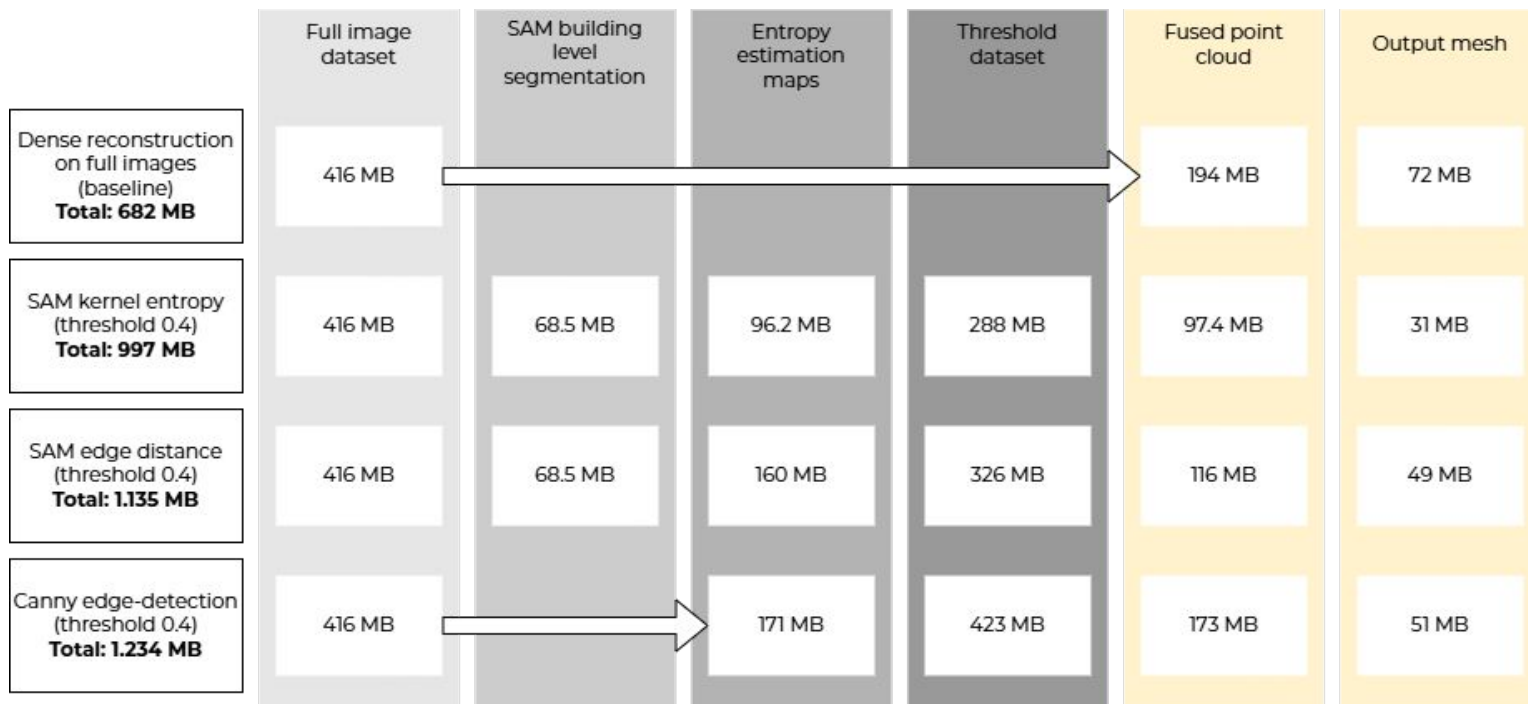 Full image
dataset
SAM building
level
segmentation
Entropy
estimation
maps
Threshold
dataset
Fused point
cloud
Output mesh
Dense reconstruction
on full images
(baseline)
Total: 682 MB
416 MB
194 MB
72 MB
SAM kernel entropy
(threshold 0.4)
Total: 997 MB
416 MB
68.5 MB
96.2 MB
288 MB
97.4 MB
31 MB
SAM edge distance
(threshold 0.4)
Total: 1.135 MB
416 MB
68.5 MB
160 MB
326 MB
116 MB
49 MB
Canny edge-detection
(threshold 0.4)
Total: 1.234 MB
416 MB
171 MB
423 MB
173 MB
51 MB